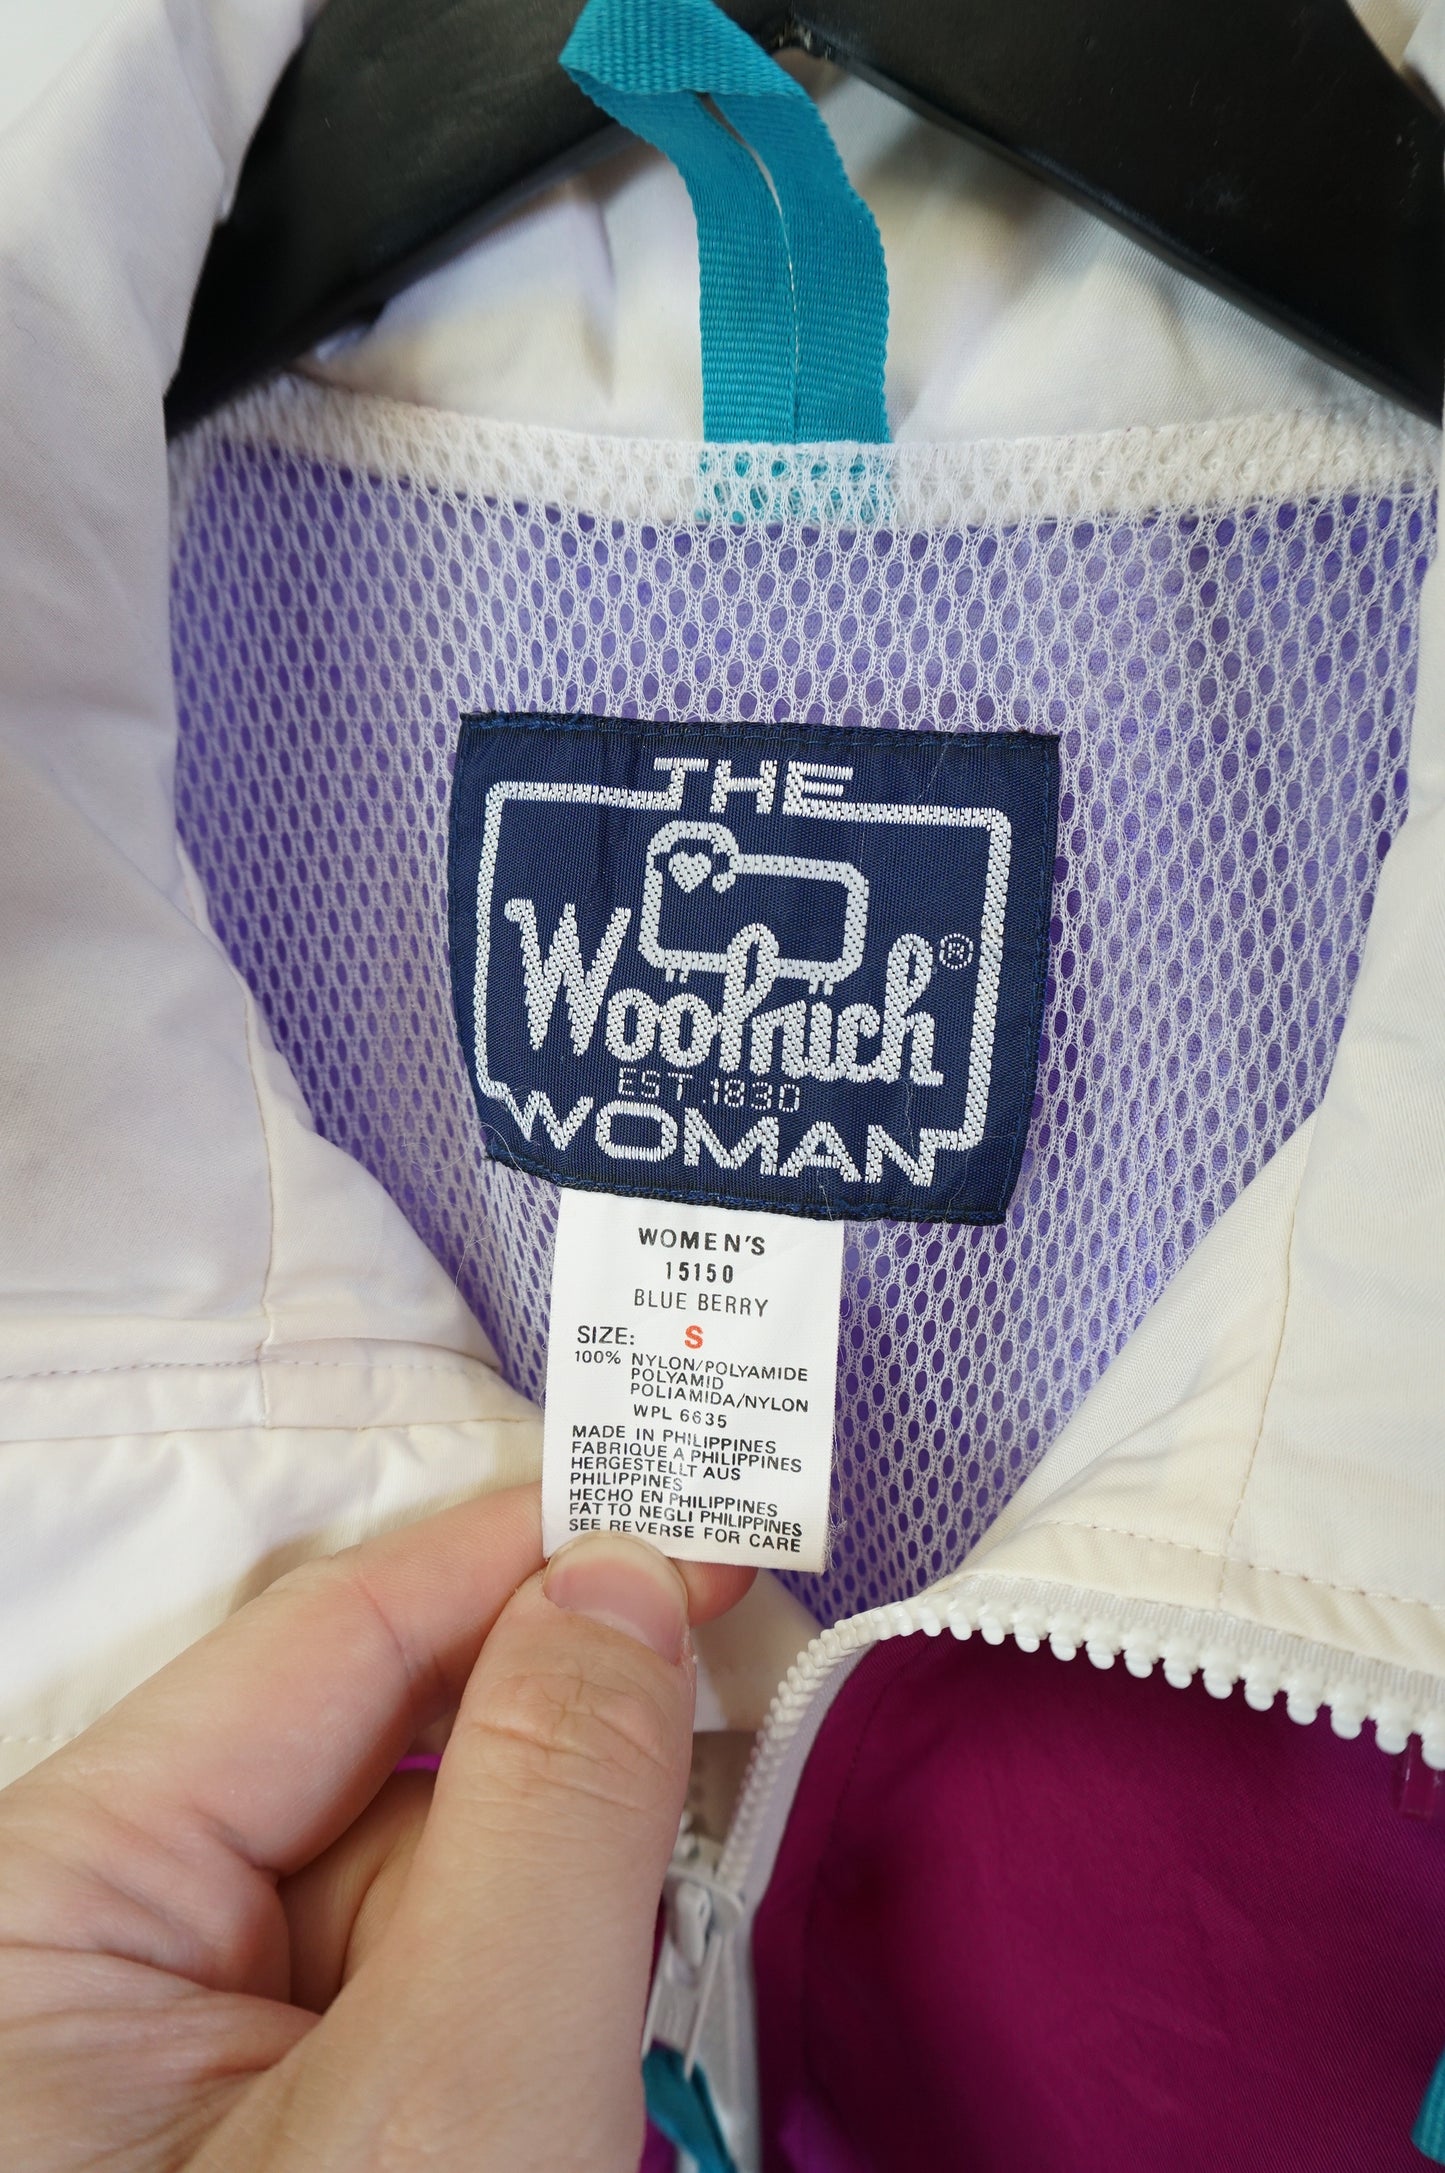 THE
Woolrich®
EST. 1830
WOMAN
WOMEN'S
15150
BLUE BERRY
SIZE: S
100% NYLON/POLYAMIDE
POLYAMID
POLIAMIDA/NYLON
WPL 6635
MADE IN PHILIPPINES
FABRIQUE A PHILIPPINES
HERGESTELLT AUS
PHILIPPINES
HECHO EN PHILIPPINES
FATTO NEGLI PHILIPPINES
SEE REVERSE FOR CARE